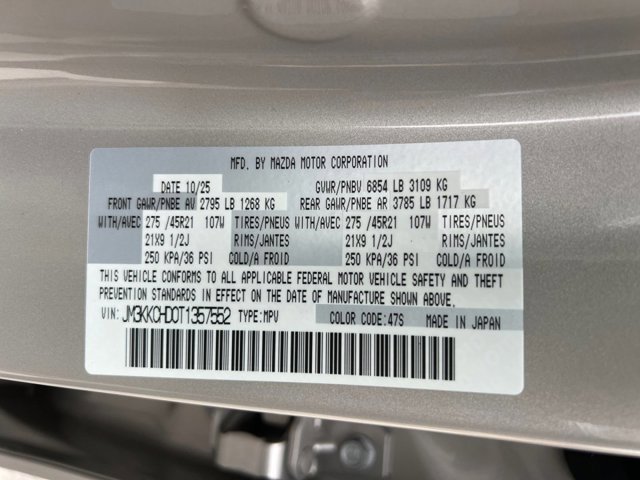 MFD. BY MAZDA MOTOR CORPORATION
DATE 10/25 GVWR/PNBV 6854 LB 3109 KG
FRONT GAWR/PNBE AV 2795 LB 1268 KG REAR GAWR/PNBE AR 3785 LB 1717 KG
WITH/AVEC 275 /45R21 107W TIRES/PNEUS WITH/AVEC 275 /45R21 107W TIRES/PNEUS
21X9 1/2J RIMS/JANTES 21X9 1/2J RIMS/JANTES
250 KPA/36 PSI COLD/A FROID 250 KPA/36 PSI COLD/A FROID
THIS VEHICLE CONFORMS TO ALL APPLICABLE FEDERAL MOTOR VEHICLE SAFETY AND THEFT
PREVENTION STANDARDS IN EFFECT ON THE DATE OF MANUFACTURE SHOWN ABOVE.
VIN: JM3KKCHD0T1357552 TYPE:MPV COLOR CODE:47S MADE IN JAPAN